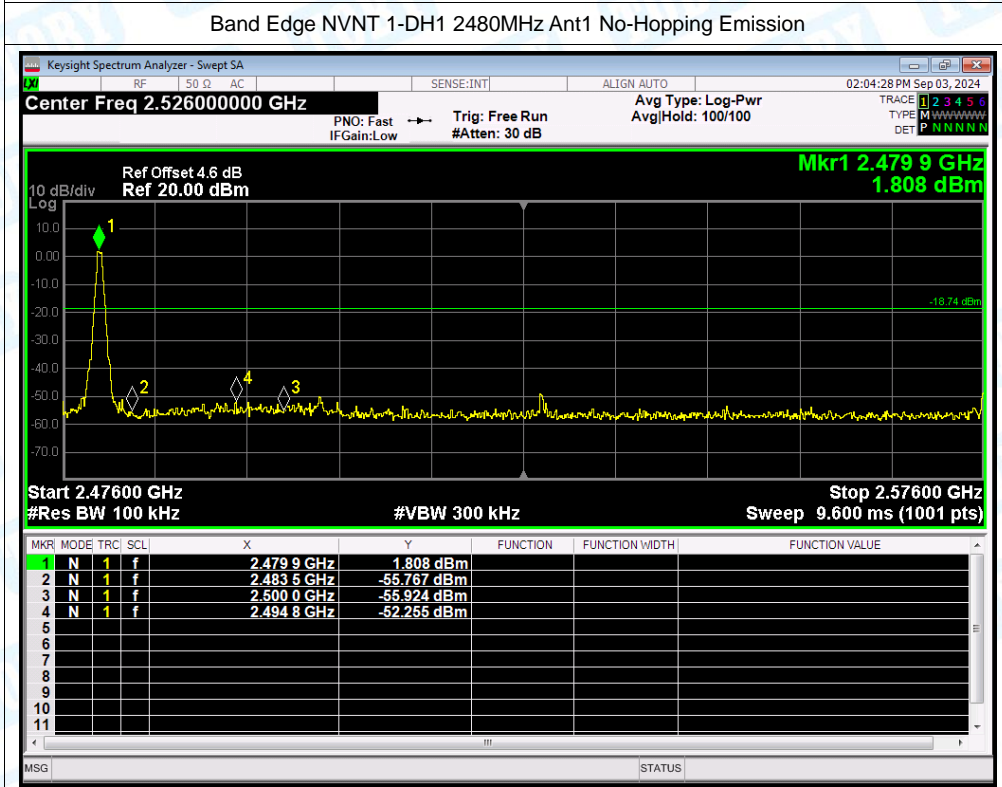 Band Edge NVNT 1-DH1 2480MHz Ant1 No-Hopping Emission
Keysight Spectrum Analyzer - Swept SA
LXI RF 50 Ω AC SENSE:INT ALIGN AUTO 02:04:28 PM Sep 03, 2024
Center Freq 2.526000000 GHz
PNO: Fast
IFGain:Low
Trig: Free Run
#Atten: 30 dB
Avg Type: Log-Pwr
Avg|Hold: 100/100
TRACE 1 2 3 4 5 6
TYPE M W W W W W
DET P N N N N N
Mkr1 2.479 9 GHz
1.808 dBm
Ref Offset 4.6 dB
10 dB/div Ref 20.00 dBm
Log
10.0
0.00
-10.0
-20.0
-30.0
-40.0
-50.0
-60.0
-70.0
1
2
4
3
-18.74 dBm
Start 2.47600 GHz Stop 2.57600 GHz
#Res BW 100 kHz #VBW 300 kHz Sweep 9.600 ms (1001 pts)
MKR MODE TRC SCL X Y FUNCTION FUNCTION WIDTH FUNCTION VALUE
1 N 1 f 2.479 9 GHz 1.808 dBm
2 N 1 f 2.483 5 GHz -55.767 dBm
3 N 1 f 2.500 0 GHz -55.924 dBm
4 N 1 f 2.494 8 GHz -52.255 dBm
5
6
7
8
9
10
11
MSG STATUS